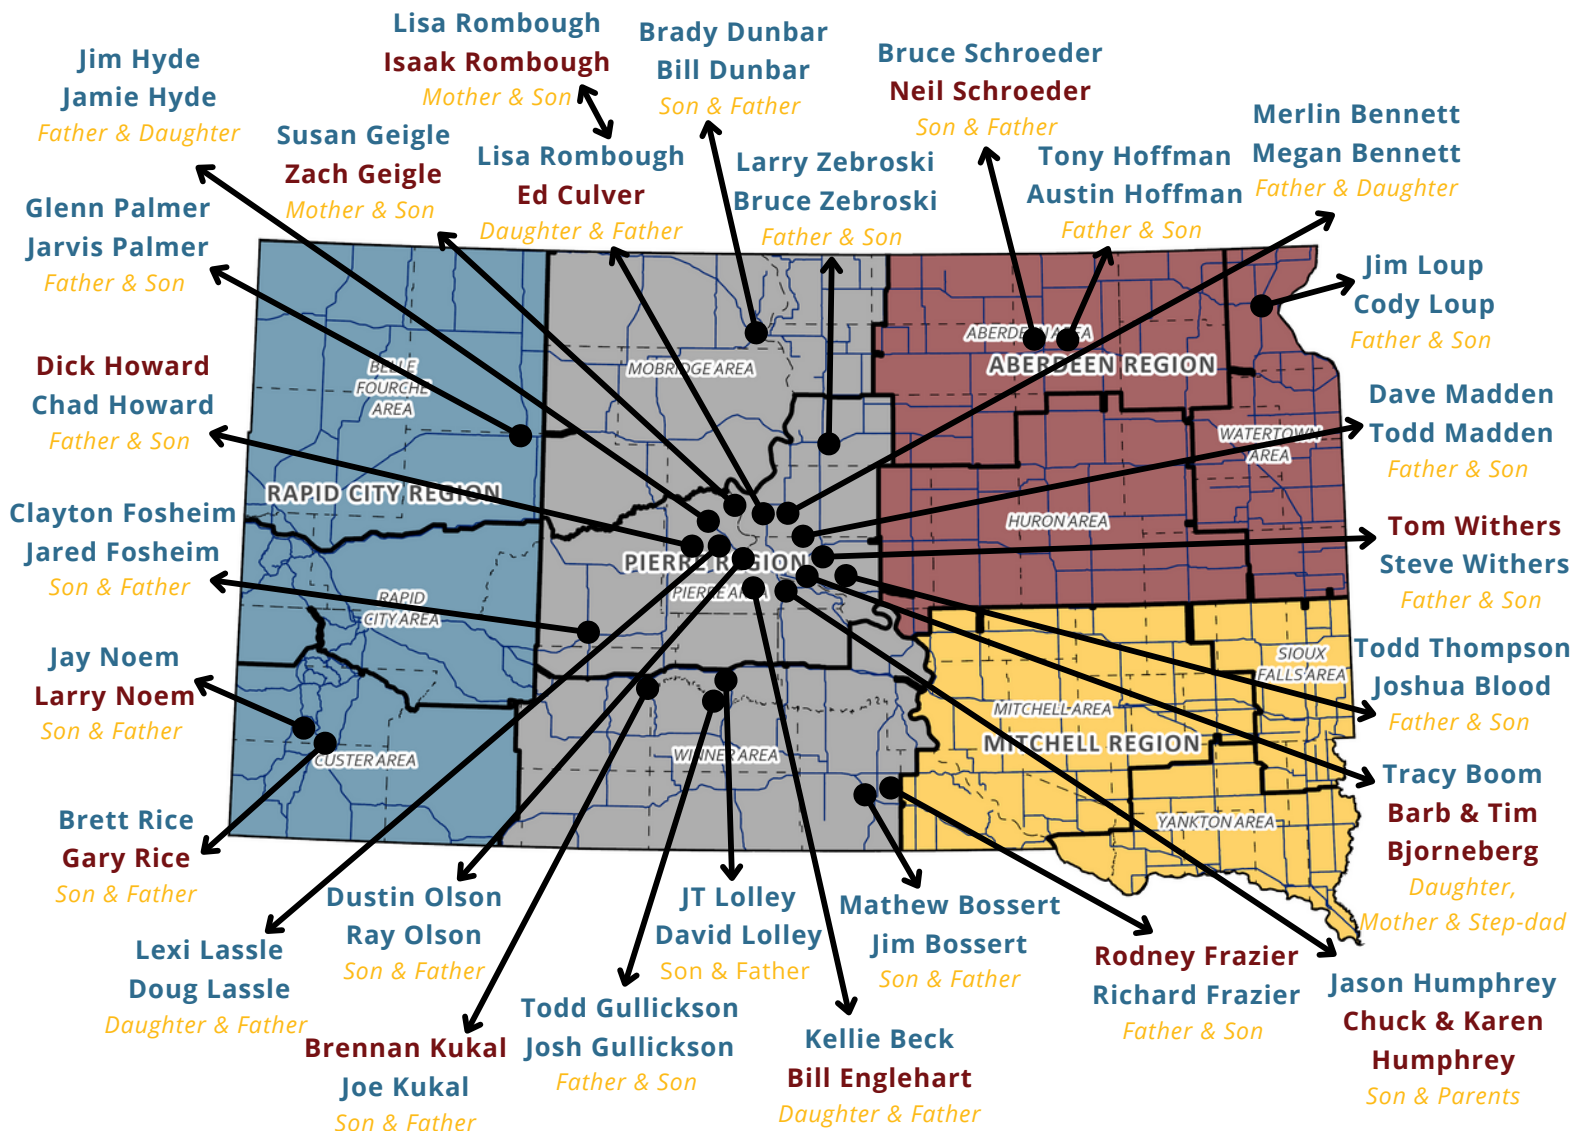 Jim Hyde
Jamie Hyde
Father & Daughter
Lisa Rombough
Isaak Rombough
Mother & Son
Brady Dunbar
Bill Dunbar
Son & Father
Bruce Schroeder
Neil Schroeder
Son & Father
Merlin Bennett
Megan Bennett
Father & Daughter
Susan Geigle
Zach Geigle
Mother & Son
Lisa Rombough
Ed Culver
Daughter & Father
Larry Zebroski
Bruce Zebroski
Father & Son
Tony Hoffman
Austin Hoffman
Father & Son
Glenn Palmer
Jarvis Palmer
Father & Son
Jim Loup
Cody Loup
Father & Son
Dick Howard
Chad Howard
Father & Son
Dave Madden
Todd Madden
Father & Son
Clayton Fosheim
Jared Fosheim
Son & Father
Tom Withers
Steve Withers
Father & Son
Jay Noem
Larry Noem
Son & Father
Todd Thompson
Joshua Blood
Father & Son
Brett Rice
Gary Rice
Son & Father
Tracy Boom
Barb & Tim
Bjorneberg
Daughter,
Mother & Step-dad
BELLE
FOURCHE
AREA
RAPID CITY REGION
RAPID
CITY AREA
CUSTER AREA
MOBRIDGE AREA
PIERRE REGION
PIERRE AREA
WINNER AREA
ABERDEEN AREA
ABERDEEN REGION
WATERTOWN
AREA
HURON AREA
SIOUX
FALLS AREA
MITCHELL AREA
MITCHELL REGION
YANKTON AREA
Lexi Lassle
Doug Lassle
Daughter & Father
Dustin Olson
Ray Olson
Son & Father
Brennan Kukal
Joe Kukal
Son & Father
Todd Gullickson
Josh Gullickson
Father & Son
JT Lolley
David Lolley
Son & Father
Kellie Beck
Bill Englehart
Daughter & Father
Mathew Bossert
Jim Bossert
Son & Father
Rodney Frazier
Richard Frazier
Father & Son
Jason Humphrey
Chuck & Karen
Humphrey
Son & Parents